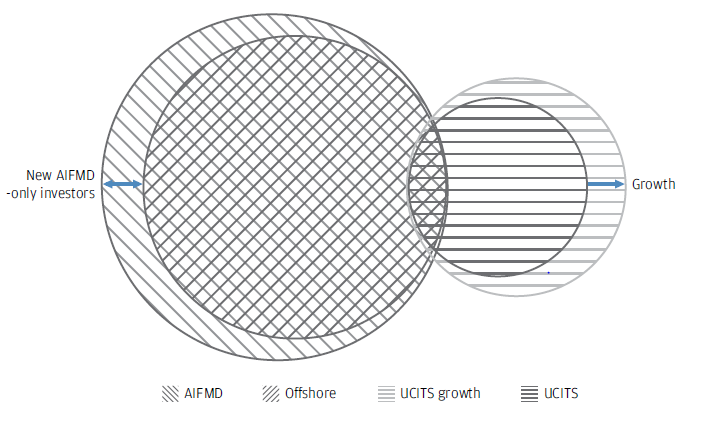 New AIFMD
-only investors
Growth
AIFMD
Offshore
UCITS growth
UCITS